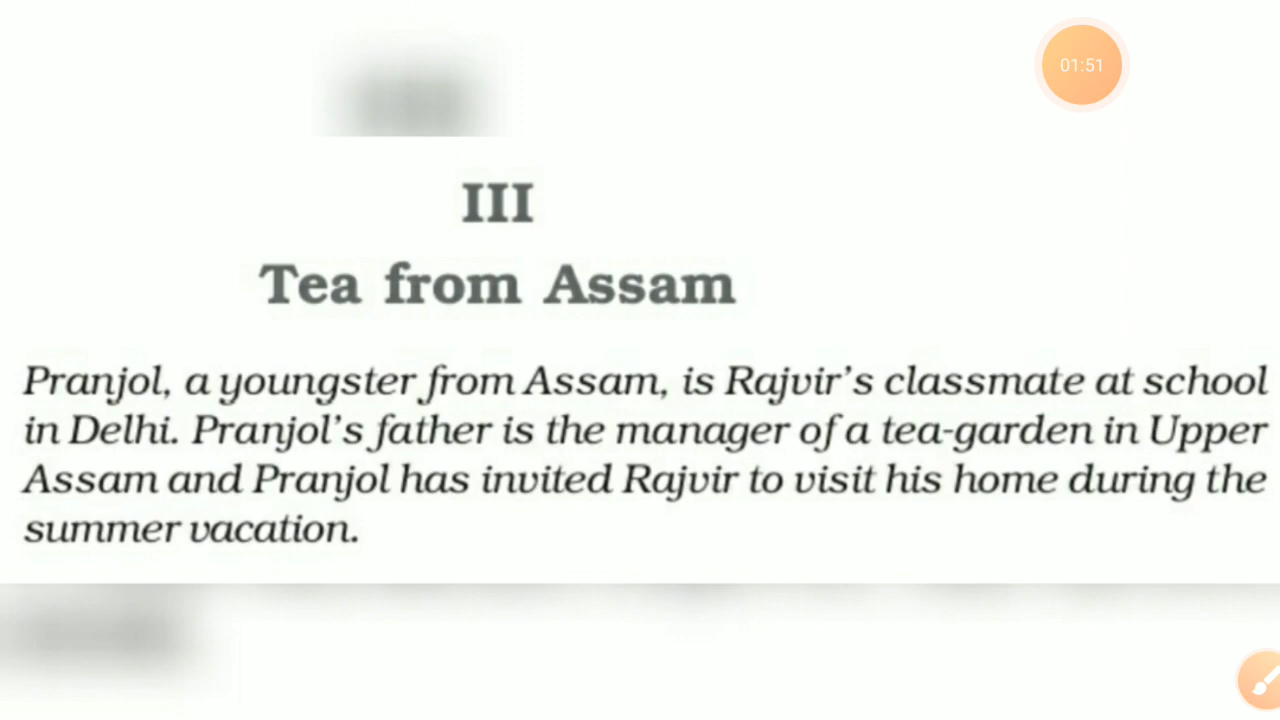 01:51
III
Tea from Assam
Pranjol, a youngster from Assam, is Rajvir's classmate at school
in Delhi. Pranjol's father is the manager of a tea-garden in Upper
Assam and Pranjol has invited Rajvir to visit his home during the
summer vacation.